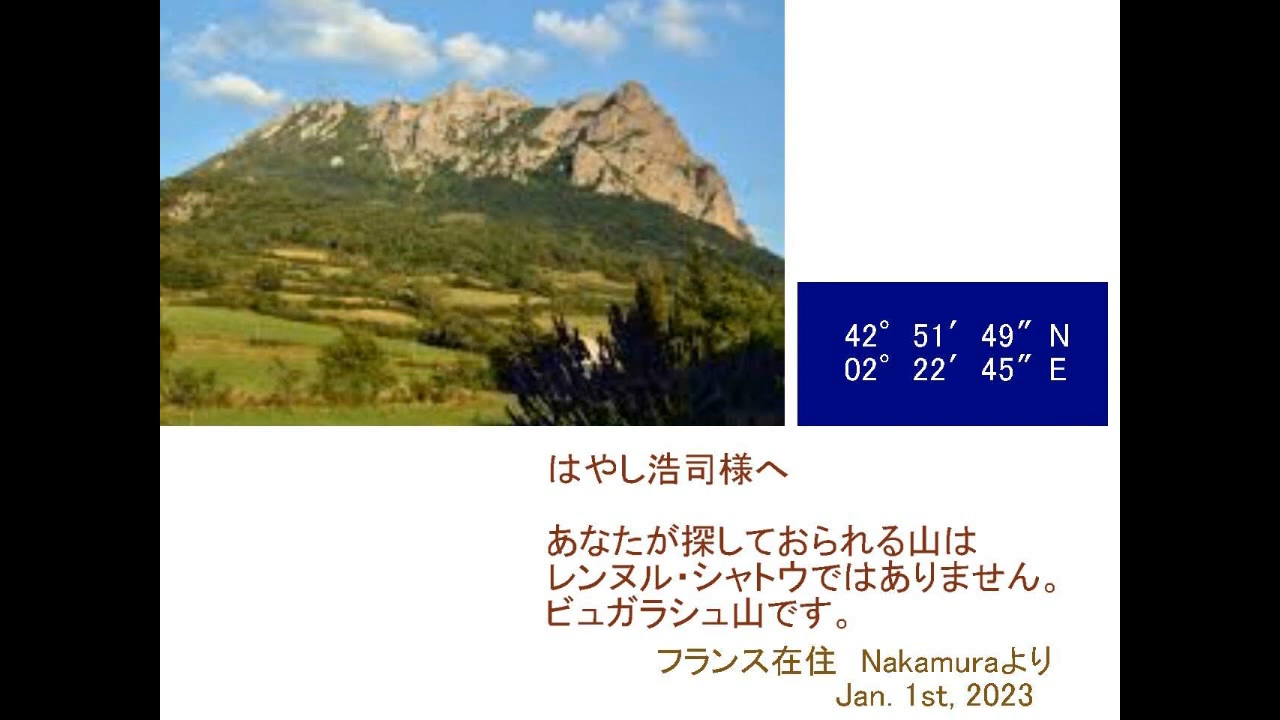 42° 51′ 49″ N
02° 22′ 45″ E
はやし浩司様へ
あなたが探しておられる山は
レンヌル・シャトウではありません。
ビュガラシュ山です。
フランス在住　Nakamuraより
Jan. 1st, 2023